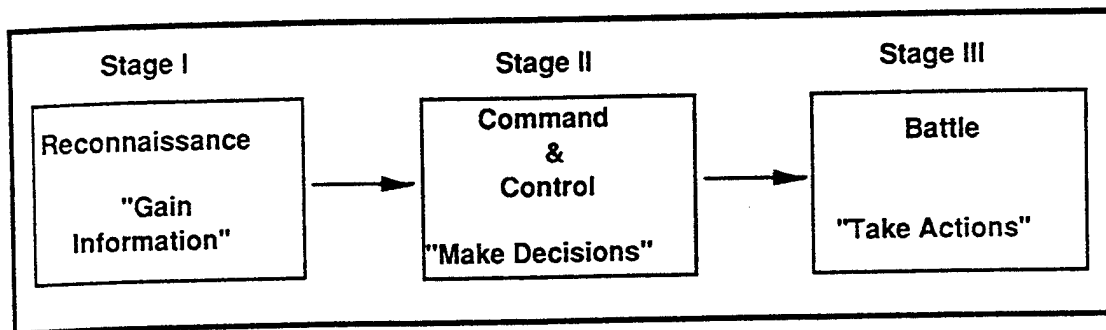 Stage I
Reconnaissance
"Gain
Information"
Stage II
Command
&
Control
"Make Decisions"
Stage III
Battle
"Take Actions"